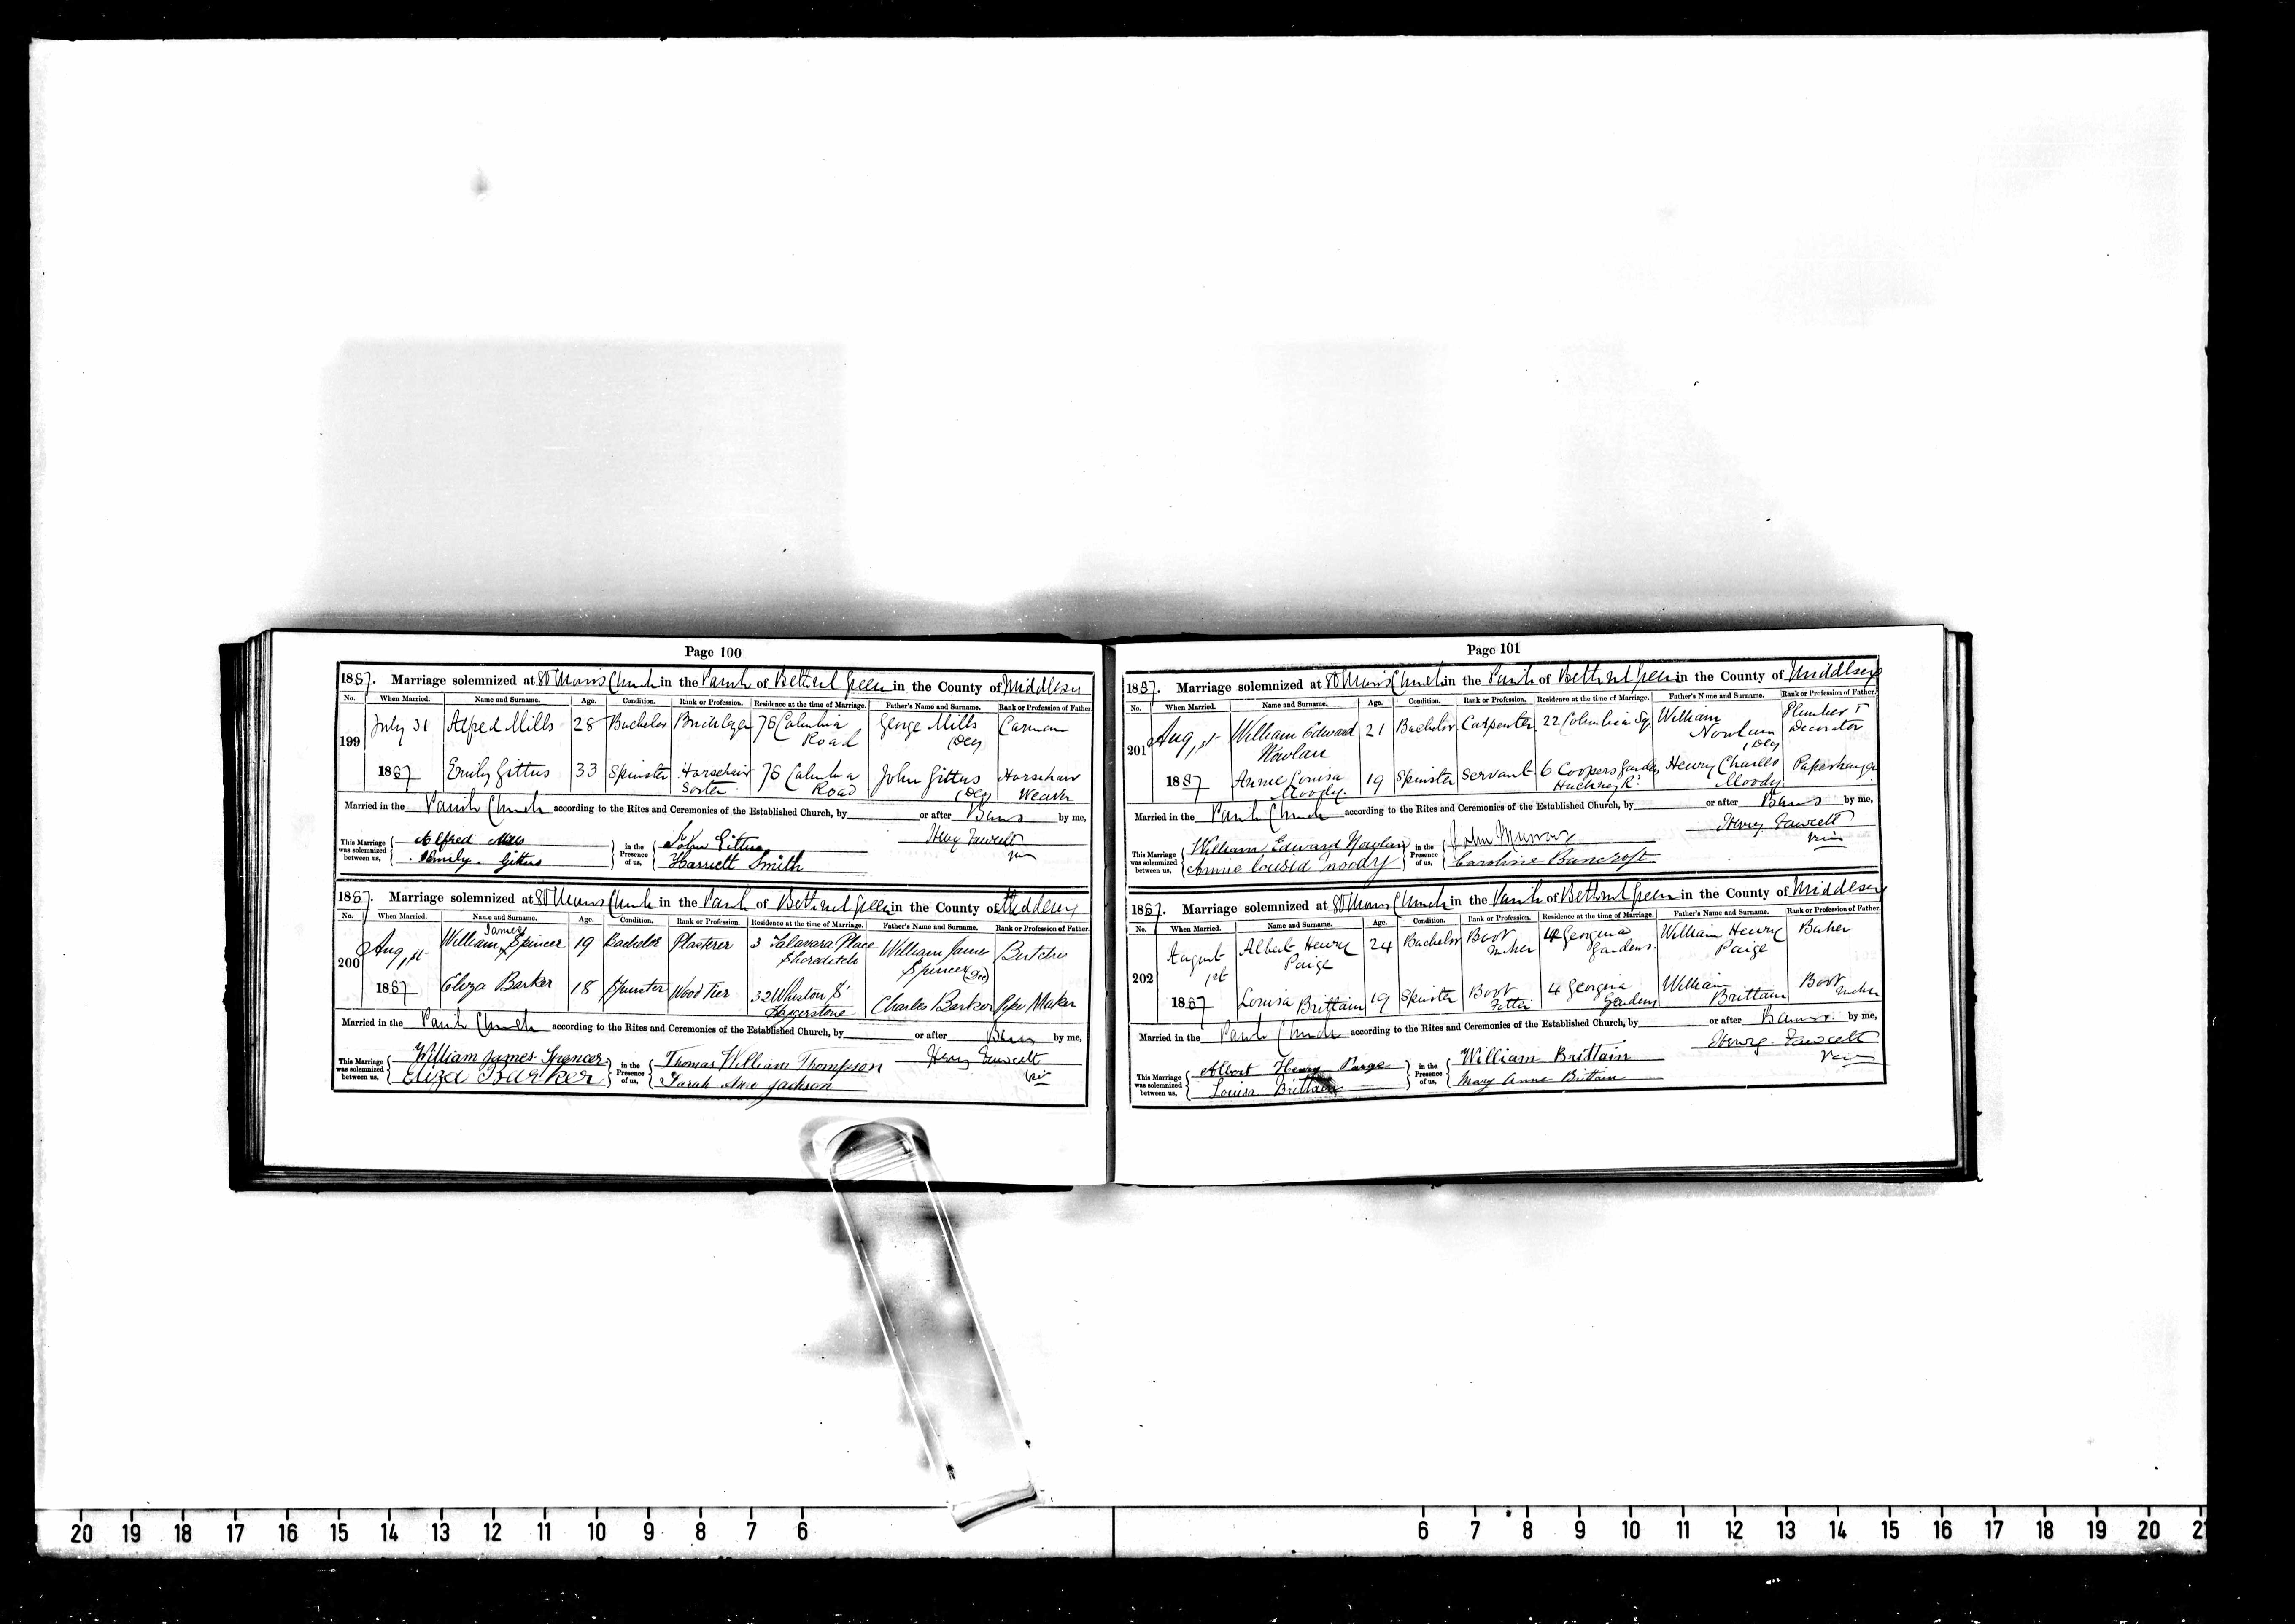 Page 100
1887. Marriage solemnized at St Thomas Church in the Parish of Bethnal Green in the County of Middlesex
No. When Married. Name and Surname. Age. Condition. Rank or Profession. Residence at the time of Marriage. Father's Name and Surname. Rank or Profession of Father.
199 July 31 Alfred Mills 28 Bachelor Bricklayer 76 Columbia George Mills Carman
Road (Dec)
1887 Emily Gittus 33 Spinster Horsehair 76 Columbia John Gittus Horsehair
Sorter Road (Dec) Weaver
Married in the Parish Church according to the Rites and Ceremonies of the Established Church, by or after Banns by me,
This Marriage was solemnized between us, Alfred Mills in the Presence of us, John Gittus Henry Fawcett
Emily Gittus Harriett Smith
1887. Marriage solemnized at St Thomas Church in the Parish of Bethnal Green in the County of Middlesex
No. When Married. Name and Surname. Age. Condition. Rank or Profession. Residence at the time of Marriage. Father's Name and Surname. Rank or Profession of Father.
James
200 Aug 1st William Spencer 19 Bachelor Plasterer 3 Talavara Place William James Butcher
Shoreditch Spencer (Dec)
1887 Eliza Barker 18 Spinster Wood Tier 32 Whiston St Charles Barker Pipe Maker
Haggerstone
Married in the Parish Church according to the Rites and Ceremonies of the Established Church, by or after Banns by me,
This Marriage was solemnized between us, William James Spencer in the Presence of us, Thomas William Thompson Henry Fawcett
Eliza Barker Sarah Ann Jackson
Page 101
1887. Marriage solemnized at St Thomas Church in the Parish of Bethnal Green in the County of Middlesex
No. When Married. Name and Surname. Age. Condition. Rank or Profession. Residence at the time of Marriage. Father's Name and Surname. Rank or Profession of Father.
201 Aug 1st William Edward 21 Bachelor Carpenter 22 Columbia Sq. William Plumber &
Nowlan Nowlan (Dec) Decorator
1887 Annie Louisa 19 Spinster Servant 6 Coopers Gardens Henry Charles Paperhanger
Moody Hackney Rd Moody
Married in the Parish Church according to the Rites and Ceremonies of the Established Church, by or after Banns by me,
This Marriage was solemnized between us, William Edward Nowlan in the Presence of us, John Henry Fawcett
Annie Louisa Moody Caroline Bancroft
1887. Marriage solemnized at St Thomas Church in the Parish of Bethnal Green in the County of Middlesex
No. When Married. Name and Surname. Age. Condition. Rank or Profession. Residence at the time of Marriage. Father's Name and Surname. Rank or Profession of Father.
202 August Albert Henry 24 Bachelor Boot 4 Georgina William Henry Baker
1st Paige Maker Gardens Paige
1887 Louisa Brittain 19 Spinster Boot 4 Georgina William Boot
Fitter Gardens Brittain Maker
Married in the Parish Church according to the Rites and Ceremonies of the Established Church, by or after Banns by me,
This Marriage was solemnized between us, Albert Henry Paige in the Presence of us, William Brittain Henry Fawcett
Louisa Brittain Mary Anne Brittain
20 19 18 17 16 15 14 13 12 11 10 9 8 7 6 6 7 8 9 10 11 12 13 14 15 16 17 18 19 20